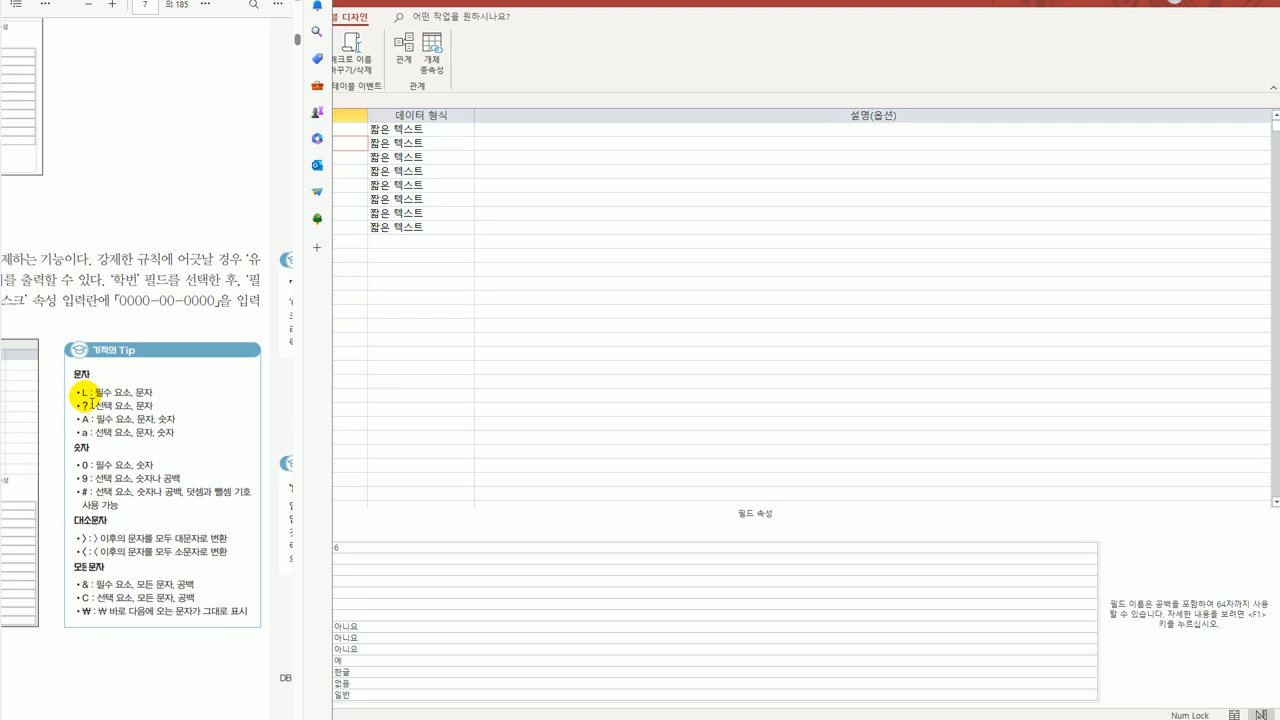 7
의 185
블 디자인
어떤 작업을 원하시나요?
매크로 이름
바꾸기/삭제
관계
개체
종속성
테이블 이벤트
관계
데이터 형식
설명(옵션)
짧은 텍스트
짧은 텍스트
짧은 텍스트
짧은 텍스트
짧은 텍스트
짧은 텍스트
짧은 텍스트
짧은 텍스트
제하는 기능이다. 강제한 규칙에 어긋날 경우 '유
를 출력할 수 있다. '학번' 필드를 선택한 후, '필
스크' 속성 입력란에 「0000-00-0000」을 입력
기적의 Tip
문자
• L : 필수 요소, 문자
• ? : 선택 요소, 문자
• A : 필수 요소, 문자, 숫자
• a : 선택 요소, 문자, 숫자
숫자
• 0 : 필수 요소, 숫자
• 9 : 선택 요소, 숫자나 공백
• # : 선택 요소, 숫자나 공백, 덧셈과 뺄셈 기호
사용 가능
대소문자
• 〉 : 〉 이후의 문자를 모두 대문자로 변환
• 〈 : 〈 이후의 문자를 모두 소문자로 변환
모든 문자
• & : 필수 요소, 모든 문자, 공백
• C : 선택 요소, 모든 문자, 공백
• ₩ : ₩ 바로 다음에 오는 문자가 그대로 표시
DB
필드 속성
6
아니요
아니요
아니요
예
한글
없음
일반
필드 이름은 공백을 포함하여 64자까지 사용
할 수 있습니다. 자세한 내용을 보려면 <F1>
키를 누르십시오.
Num Lock